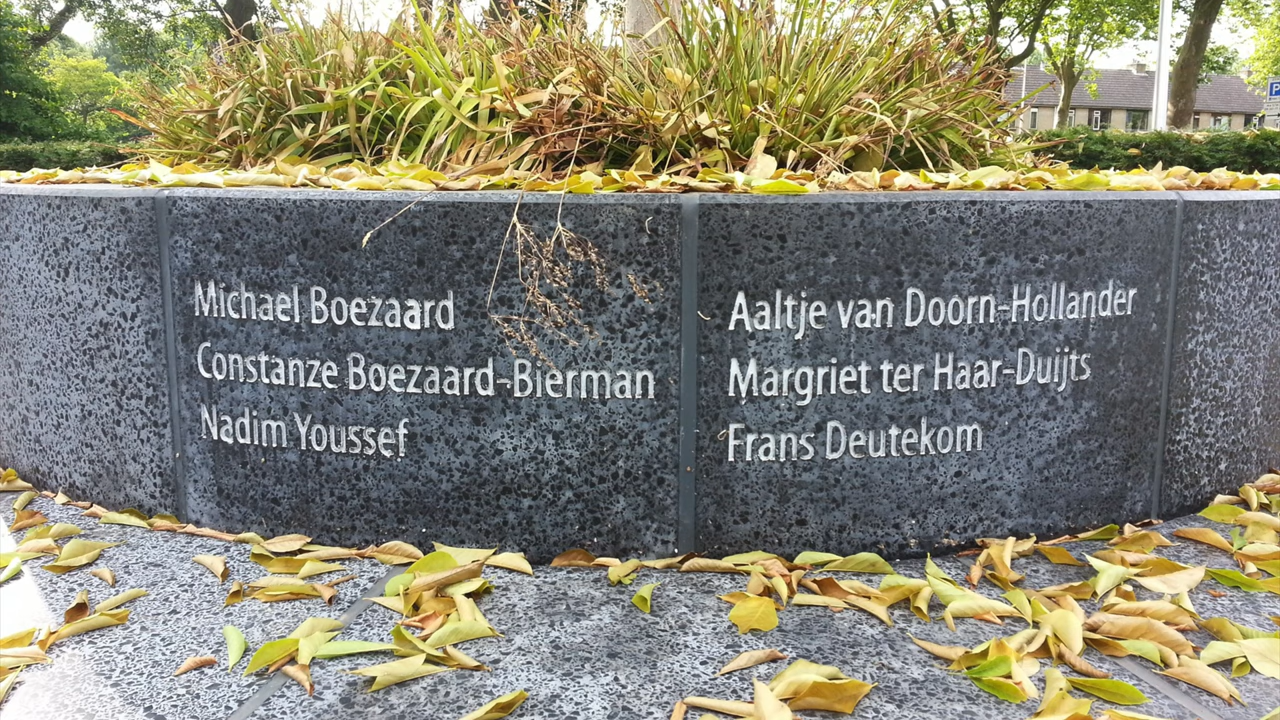 Michael Boezaard
Constanze Boezaard-Bierman
Nadim Youssef
Aaltje van Doorn-Hollander
Margriet ter Haar-Duijts
Frans Deutekom
P